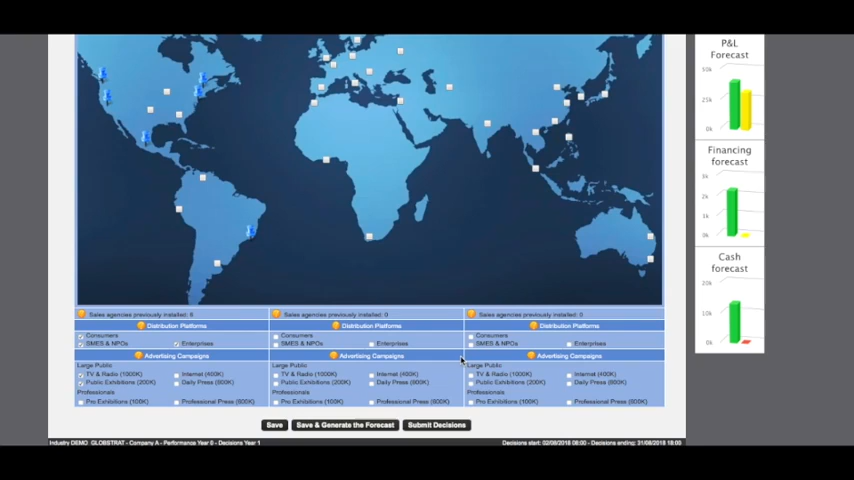 P&L
Forecast
50k
25k
0k
Financing
forecast
3k
2k
1k
0k
Cash
forecast
20k
10k
0k
Sales agencies previously installed: 6
Sales agencies previously installed: 0
Sales agencies previously installed: 0
Distribution Platforms
Distribution Platforms
Distribution Platforms
Consumers
Consumers
Consumers
SMES & NPOs Enterprises
SMES & NPOs Enterprises
SMES & NPOs Enterprises
Advertising Campaigns
Advertising Campaigns
Advertising Campaigns
Large Public
Large Public
Large Public
TV & Radio (1000K) Internet (400K)
TV & Radio (1000K) Internet (400K)
TV & Radio (1000K) Internet (400K)
Public Exhibitions (200K) Daily Press (800K)
Public Exhibitions (200K) Daily Press (800K)
Public Exhibitions (200K) Daily Press (800K)
Professionals
Professionals
Professionals
Pro Exhibitions (100K) Professional Press (600K)
Pro Exhibitions (100K) Professional Press (600K)
Pro Exhibitions (100K) Professional Press (600K)
Save
Save & Generate the Forecast
Submit Decisions
Industry DEMO GLOBSTRAT - Company A - Performance Year 0 - Decisions Year 1
Decisions start: 02/08/2018 08:00 - Decisions ending: 31/08/2018 18:00